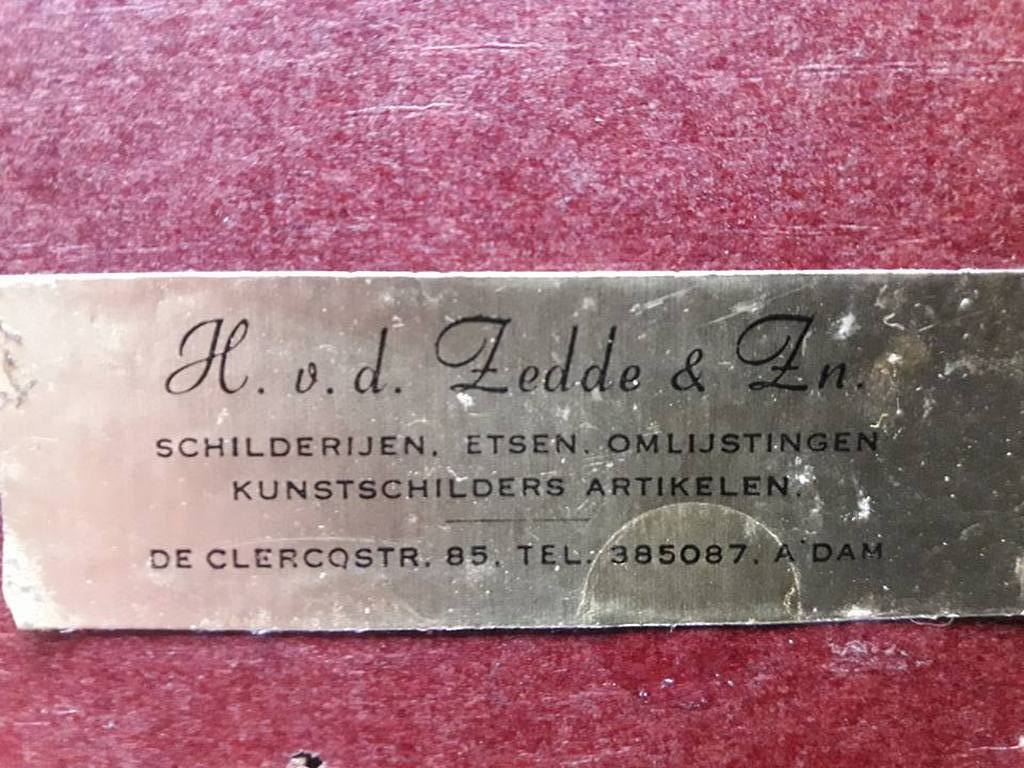 H. v. d. Zedde & Zn.
SCHILDERIJEN. ETSEN. OMLIJSTINGEN
KUNSTSCHILDERS ARTIKELEN.
DE CLERCQSTR. 85. TEL. 385087. A'DAM